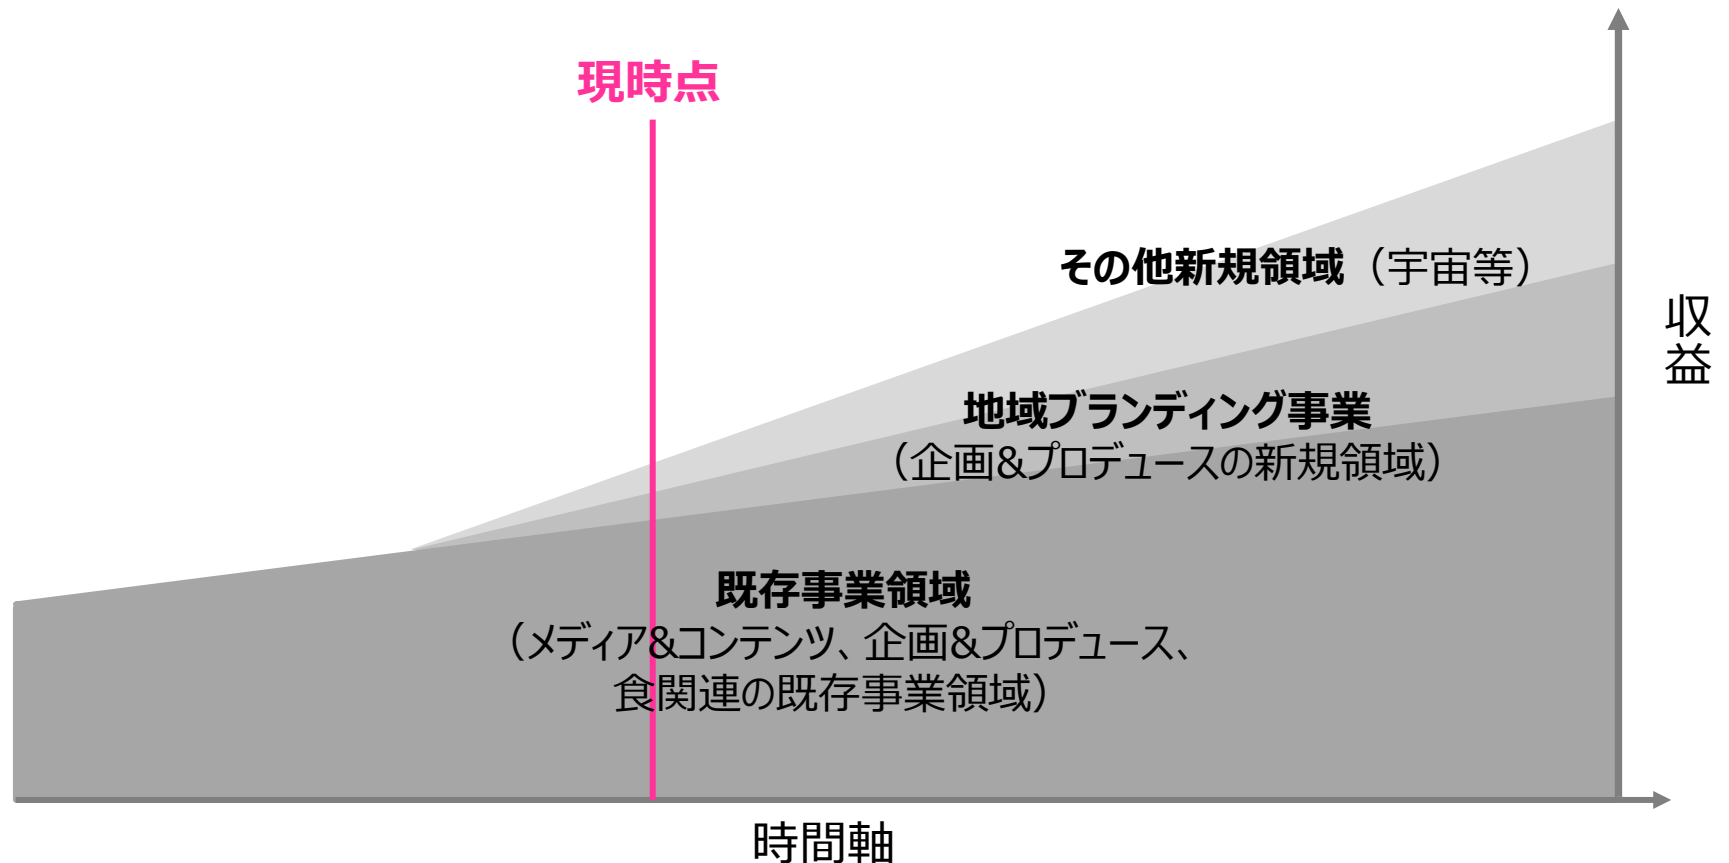 現時点
その他新規領域（宇宙等）
収益
地域ブランディング事業
（企画&プロデュースの新規領域）
既存事業領域
（メディア&コンテンツ、企画&プロデュース、
食関連の既存事業領域）
時間軸